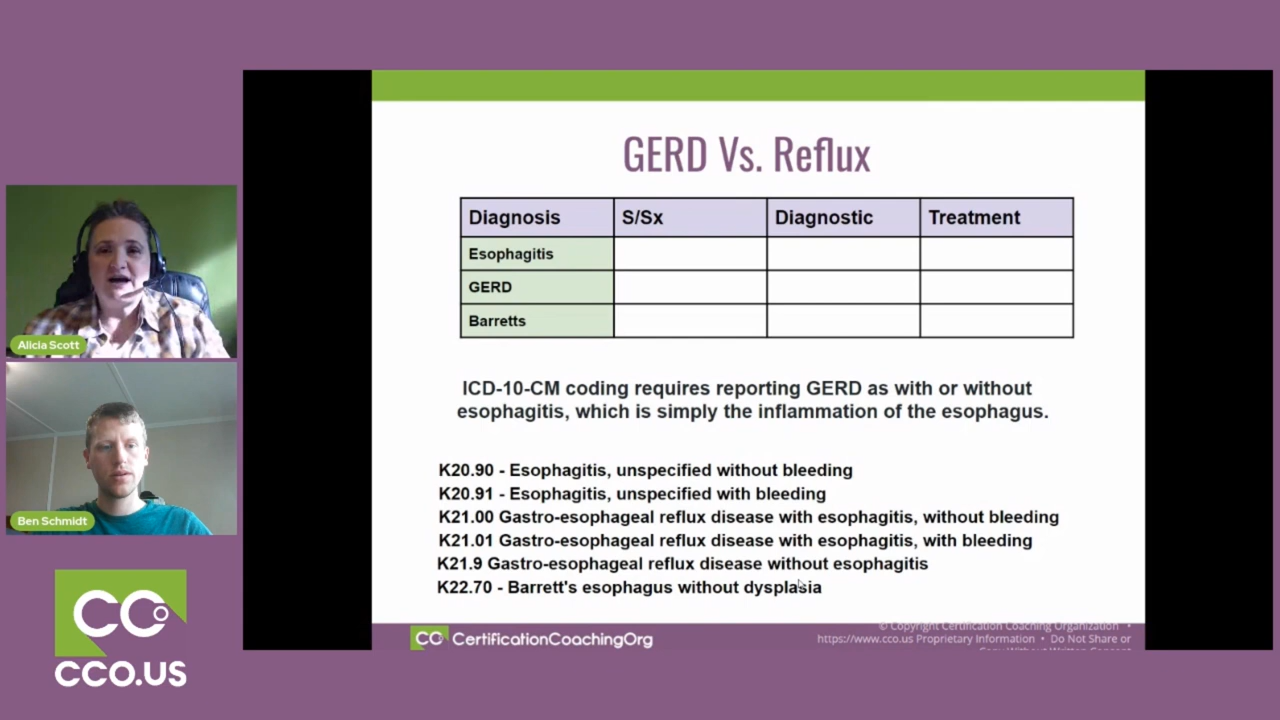 GERD Vs. Reflux
Diagnosis S/Sx Diagnostic Treatment
Esophagitis
GERD
Barretts
ICD-10-CM coding requires reporting GERD as with or without
esophagitis, which is simply the inflammation of the esophagus.
K20.90 - Esophagitis, unspecified without bleeding
K20.91 - Esophagitis, unspecified with bleeding
K21.00 Gastro-esophageal reflux disease with esophagitis, without bleeding
K21.01 Gastro-esophageal reflux disease with esophagitis, with bleeding
K21.9 Gastro-esophageal reflux disease without esophagitis
K22.70 - Barrett's esophagus without dysplasia
Alicia Scott
Ben Schmidt
CCO
CCO.US
CCO CertificationCoachingOrg
© Copyright Certification Coaching Organization •
https://www.cco.us Proprietary Information • Do Not Share or
Copy Without Written Consent